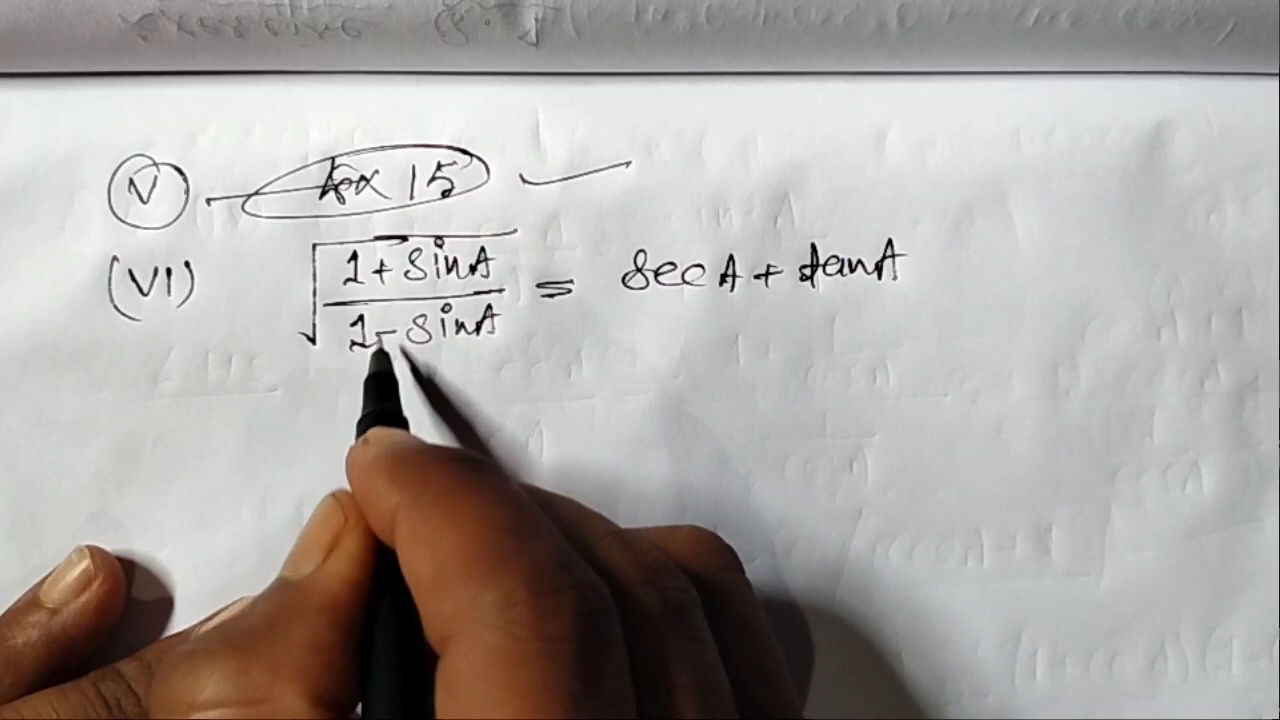 V Ex 15
(VI) √((1 + sinA)/(1 - sinA)) = secA + tanA